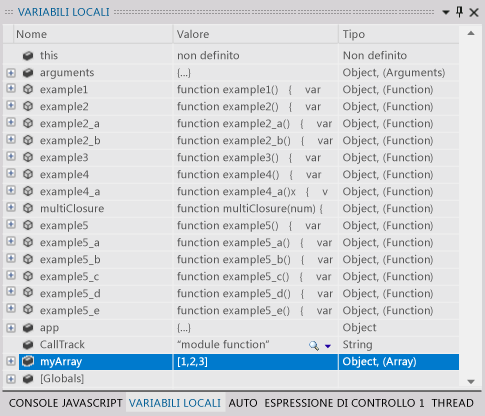 VARIABILI LOCALI
Nome Valore Tipo
this non definito Non definito
arguments {...} Object, (Arguments)
example1 function example1() { var Object, (Function)
example2 function example2() { var Object, (Function)
example2_a function example2_a() { var Object, (Function)
example2_b function example2_b() { var Object, (Function)
example3 function example3() { var Object, (Function)
example4 function example4() { var Object, (Function)
example4_a function example4_a()x { v Object, (Function)
multiClosure function multiClosure(num) { Object, (Function)
example5 function example5() { var Object, (Function)
example5_a function example5_a() { var Object, (Function)
example5_b function example5_b() { var Object, (Function)
example5_c function example5_c() { var Object, (Function)
example5_d function example5_d() { var Object, (Function)
example5_e function example5_e() { var Object, (Function)
app {...} Object
CallTrack "module function" String
myArray [1,2,3] Object, (Array)
[Globals]
CONSOLE JAVASCRIPT VARIABILI LOCALI AUTO ESPRESSIONE DI CONTROLLO 1 THREAD